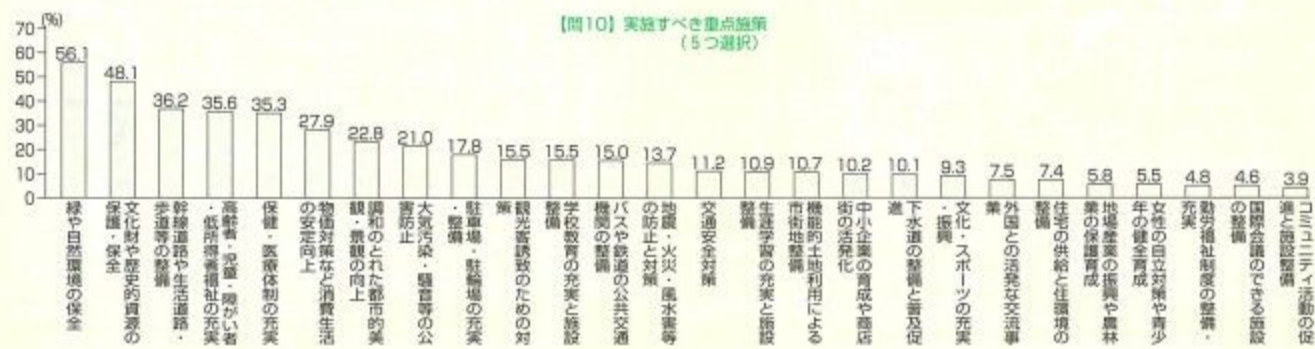 (%)
70
60
50
40
30
20
10
0
【問10】実施すべき重点施策
(5つ選択)
56.1
48.1
36.2
35.6
35.3
27.9
22.8
21.0
17.8
15.5
15.5
15.0
13.7
11.2
10.9
10.7
10.2
10.1
9.3
7.5
7.4
5.8
5.5
4.8
4.6
3.9
緑や自然環境の保全
文化財や歴史的資源の
保護・保全
幹線道路や生活道路・
歩道等の整備
高齢者・児童・障がい者
・低所得者福祉の充実
保健・医療体制の充実
物価対策など消費生活
の安定向上
調和のとれた都市的美
観・景観の向上
大気汚染・騒音等の公
害防止
駐車場・駐輪場の充実
・整備
観光客誘致のための対
策
学校教育の充実と施設
整備
バスや鉄道の公共交通
機関の整備
地震・火災・風水害等
の防止と対策
交通安全対策
生涯学習の充実と施設
整備
機能的土地利用による
市街地整備
中小企業の育成や商店
街の活発化
下水道の整備と普及促
進
文化・スポーツの充実
・振興
外国との活発な交流事
業
住宅の供給と住環境の
整備
地場産業の振興や農林
業の保護育成
女性の自立対策や青少
年の健全育成
勤労福祉制度の整備・
充実
国際会議のできる施設
の整備
コミュニティ活動の促
進と施設整備